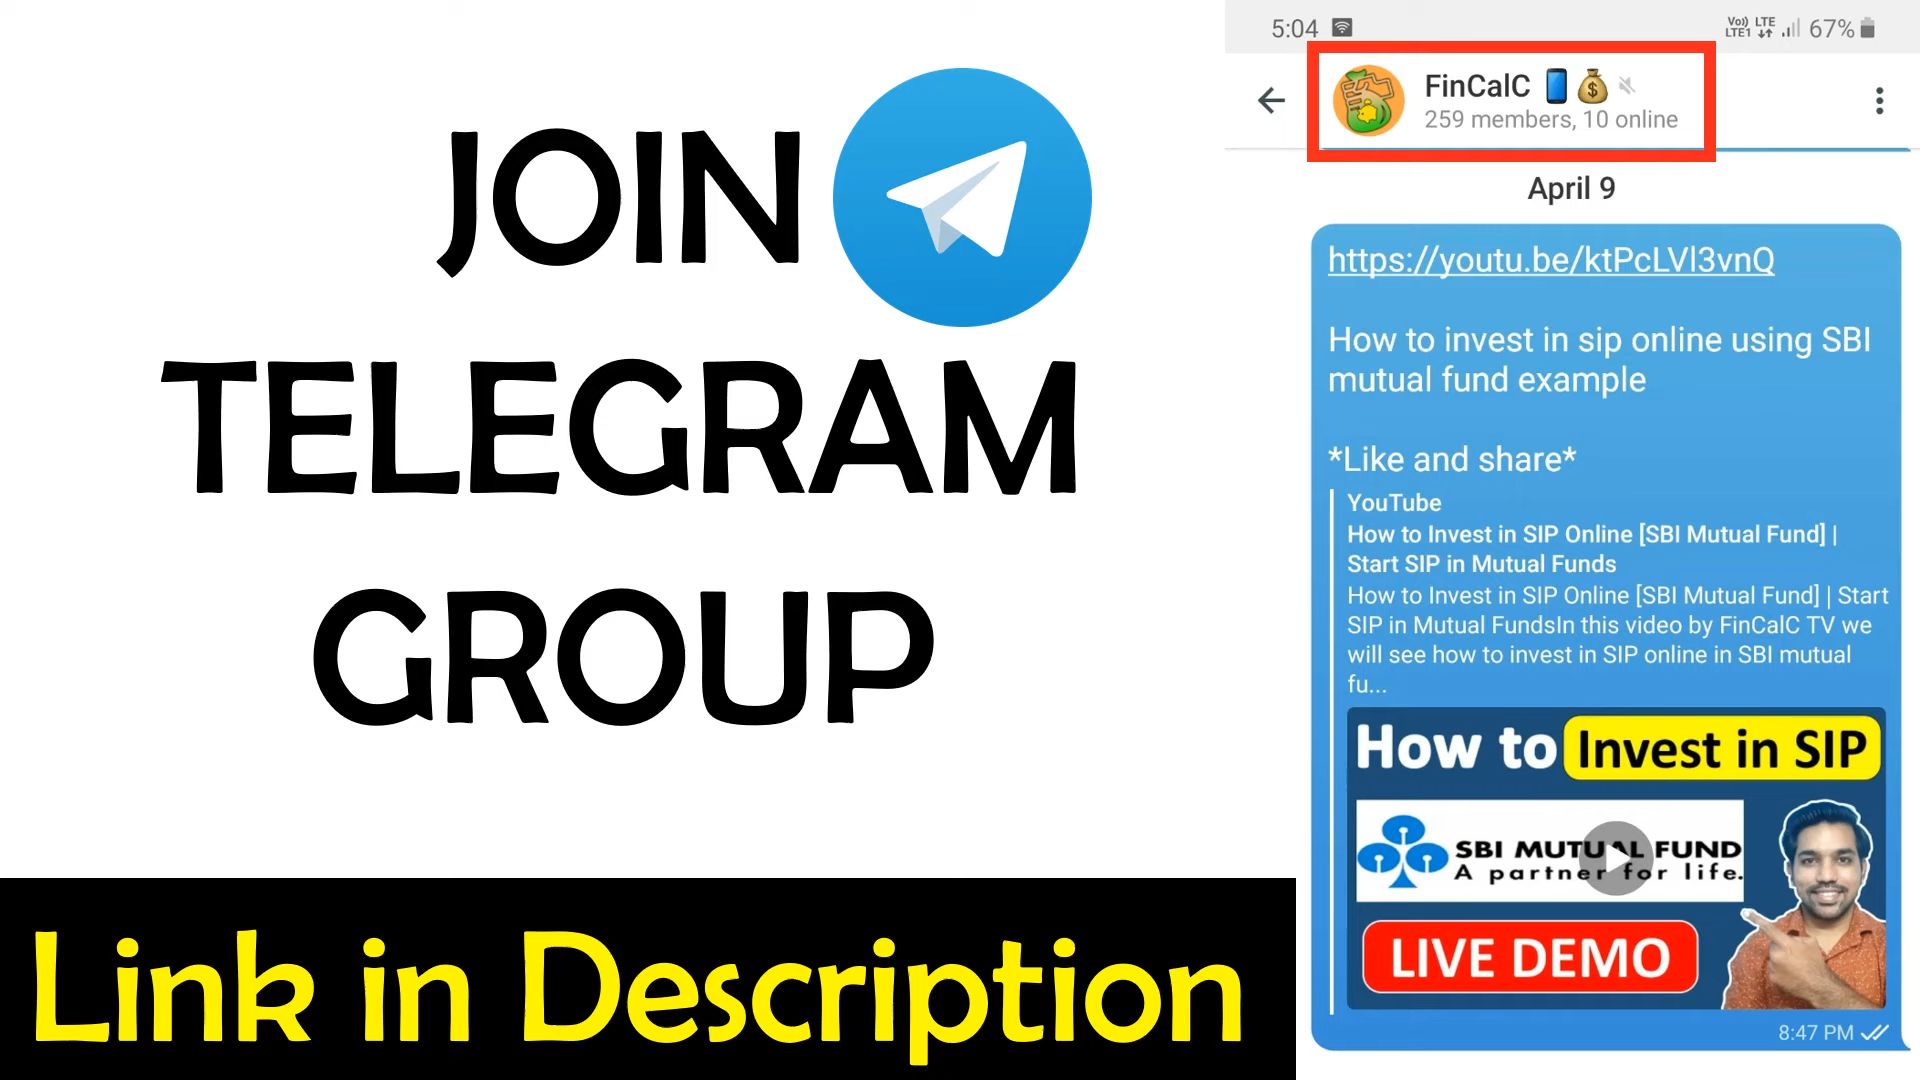 JOIN
TELEGRAM
GROUP
Link in Description
5:04
Vo)) LTE
LTE1
67%
FinCalC
259 members, 10 online
April 9
https://youtu.be/ktPcLVl3vnQ
How to invest in sip online using SBI
mutual fund example
*Like and share*
YouTube
How to Invest in SIP Online [SBI Mutual Fund] |
Start SIP in Mutual Funds
How to Invest in SIP Online [SBI Mutual Fund] | Start
SIP in Mutual FundsIn this video by FinCalC TV we
will see how to invest in SIP online in SBI mutual
fu...
How to Invest in SIP
SBI MUTUAL FUND
A partner for life.
LIVE DEMO
8:47 PM